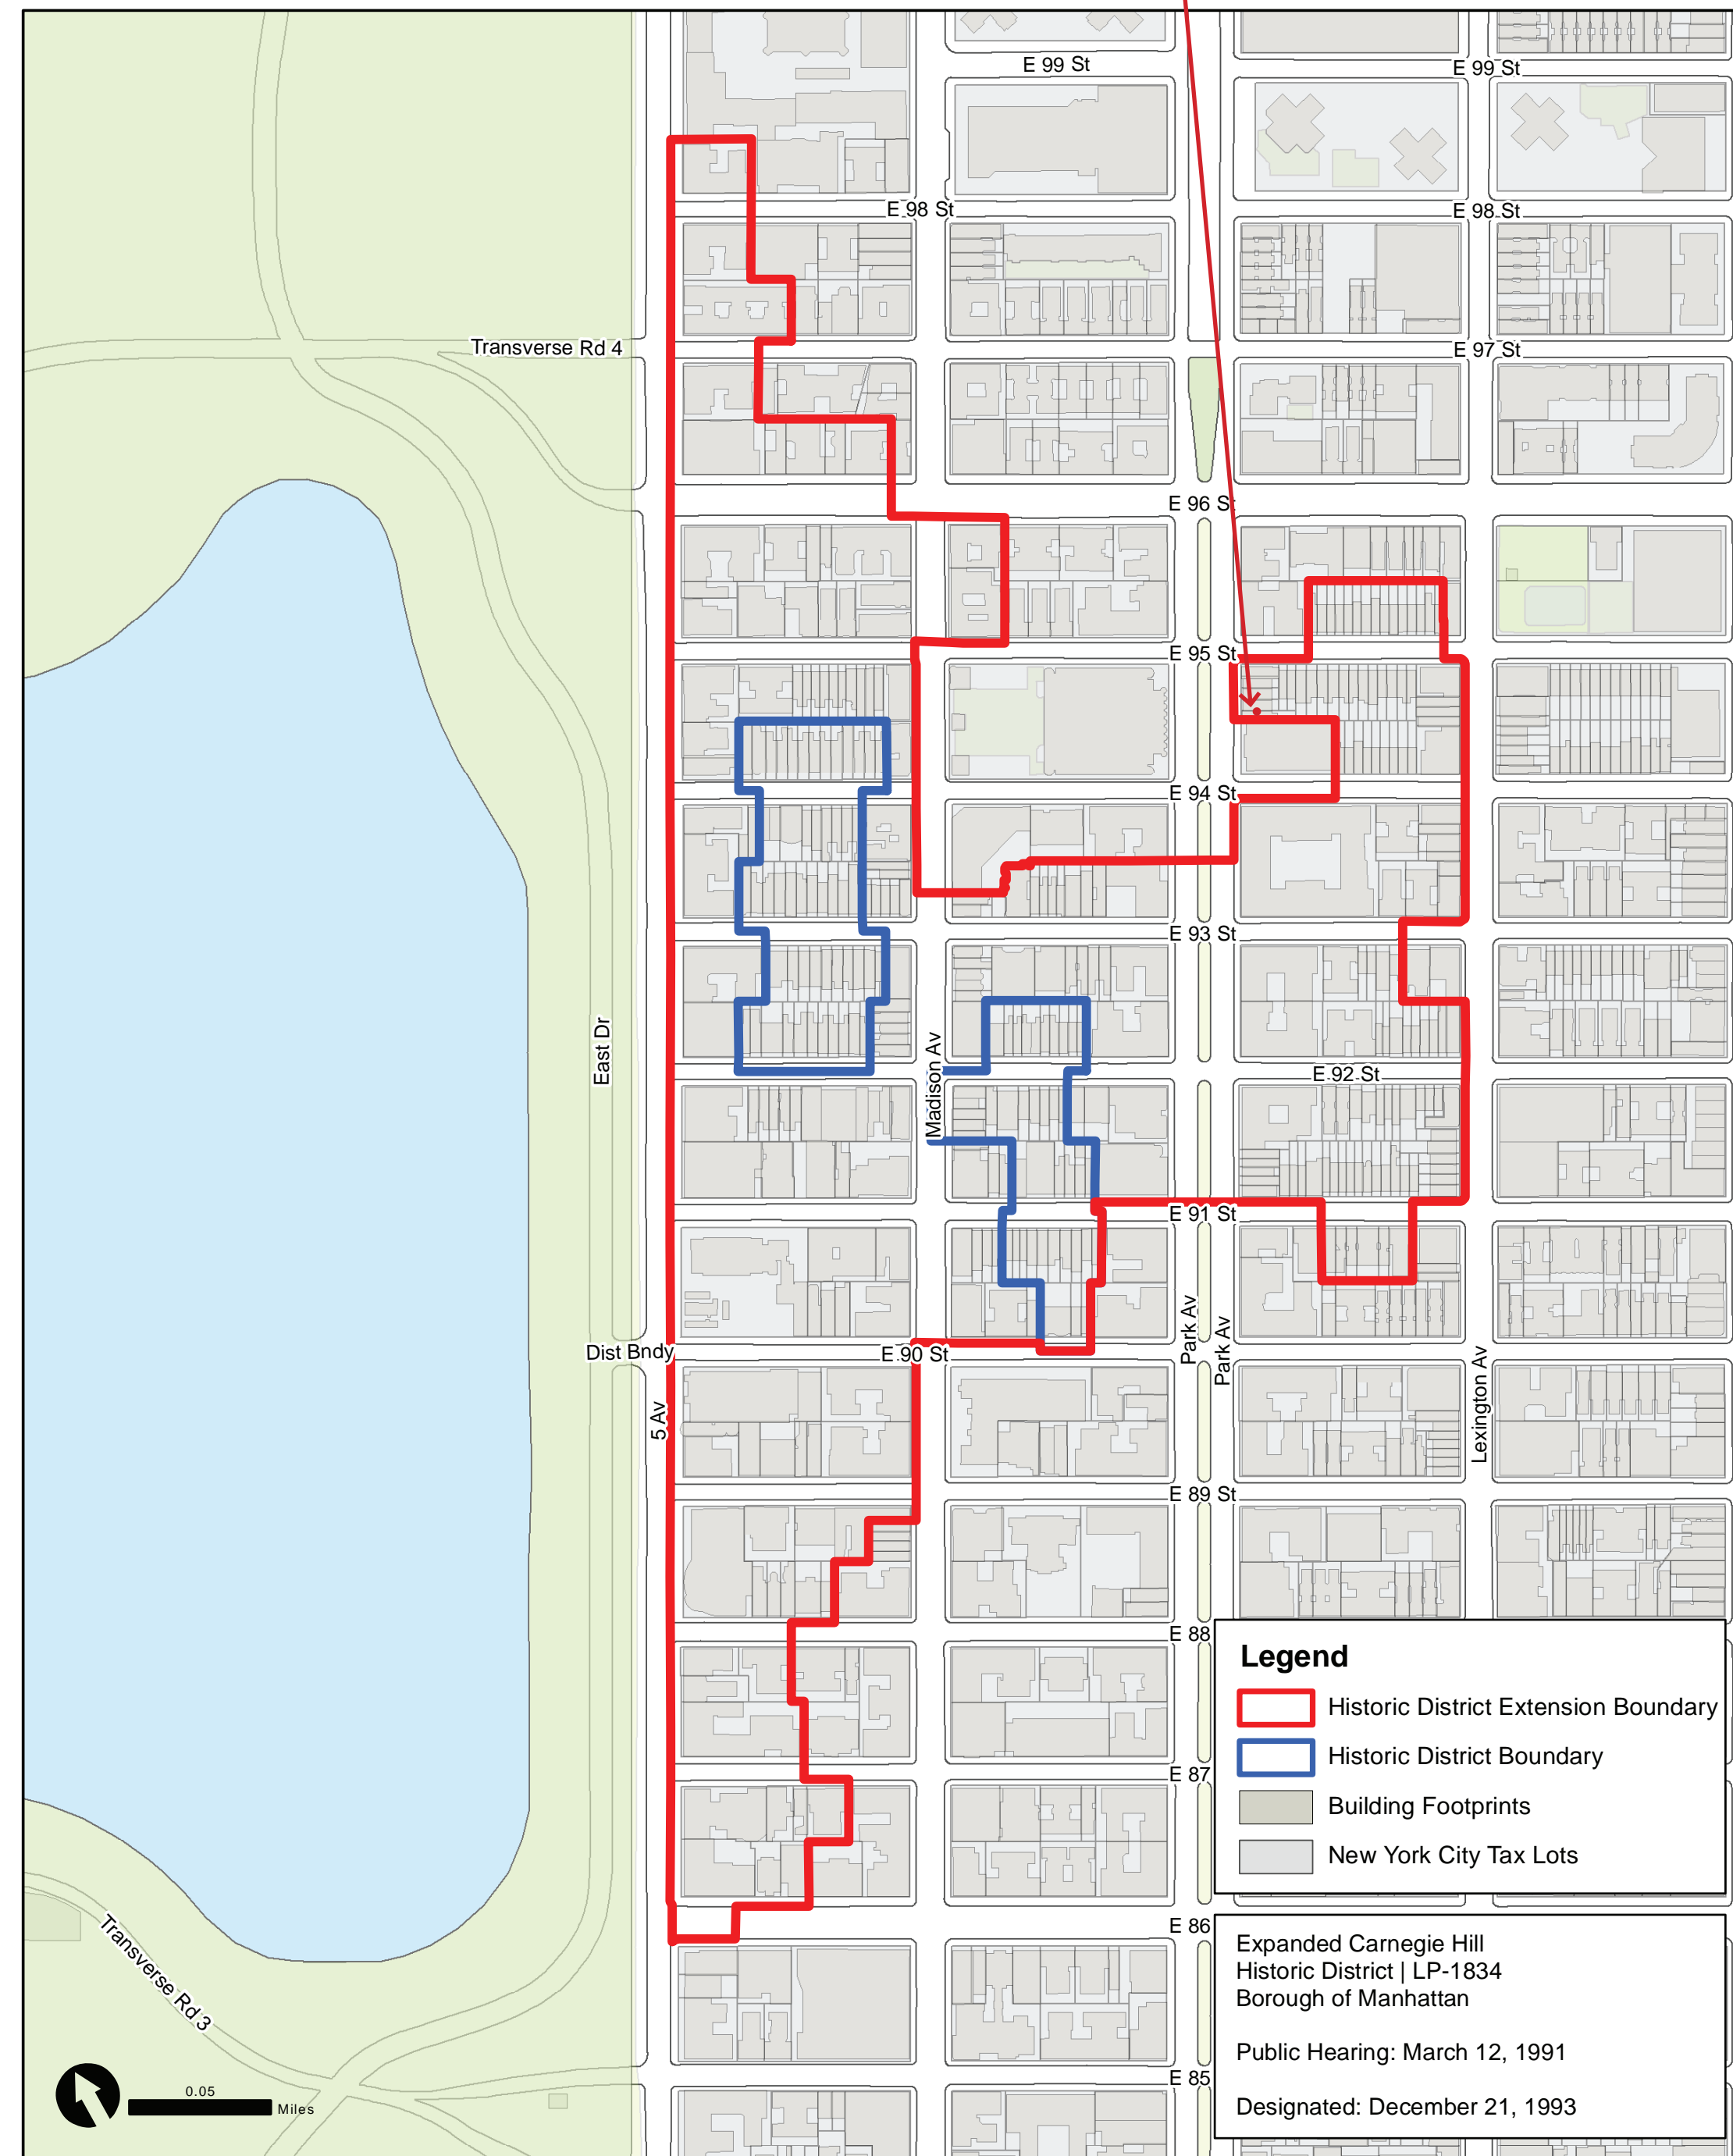 E 99 St
E 99 St
E 98 St
E 98 St
Transverse Rd 4
E 97 St
E 96 St
E 95 St
E 94 St
E 93 St
East Dr
Madison Av
E 92 St
E 91 St
Park Av
Park Av
Dist Bndy
E 90 St
5 Av
Lexington Av
E 89 St
E 88
Legend
Historic District Extension Boundary
Historic District Boundary
E 87
Building Footprints
New York City Tax Lots
E 86
Transverse Rd 3
Expanded Carnegie Hill
Historic District | LP-1834
Borough of Manhattan
Public Hearing: March 12, 1991
E 85
Designated: December 21, 1993
0.05
Miles